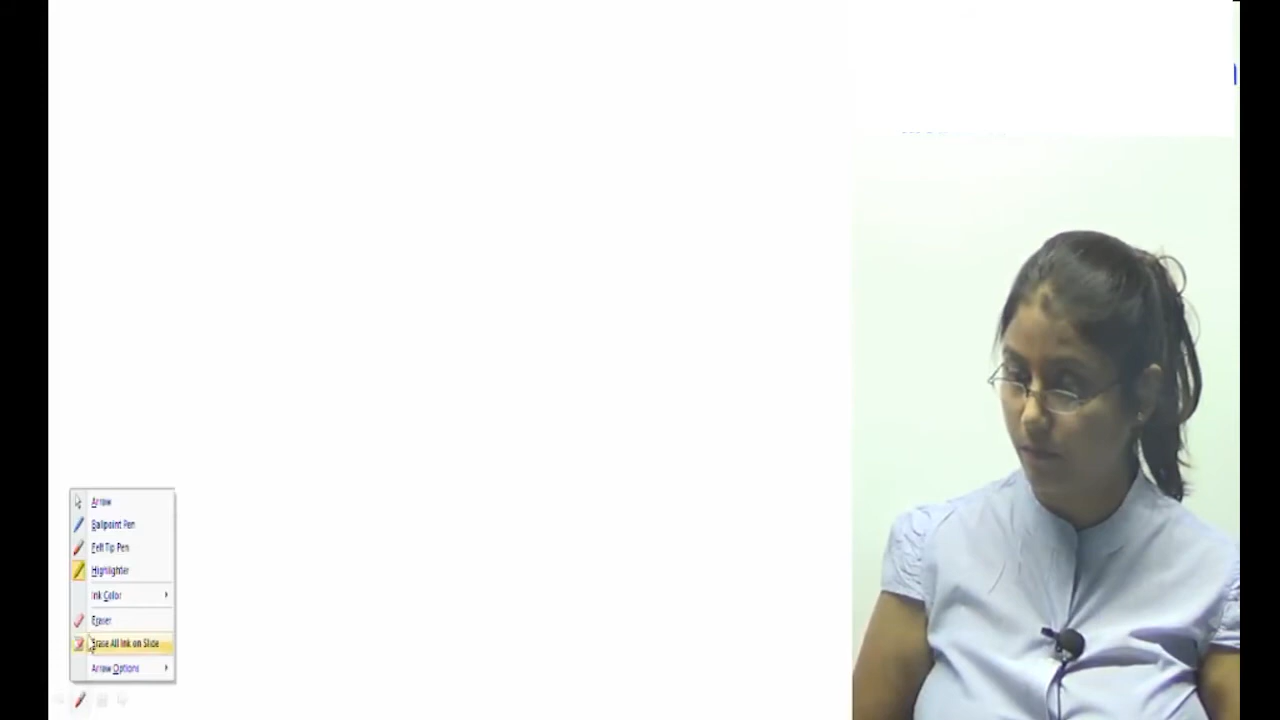 Arrow
Ballpoint Pen
Felt Tip Pen
Highlighter
Ink Color
Eraser
Erase All Ink on Slide
Arrow Options